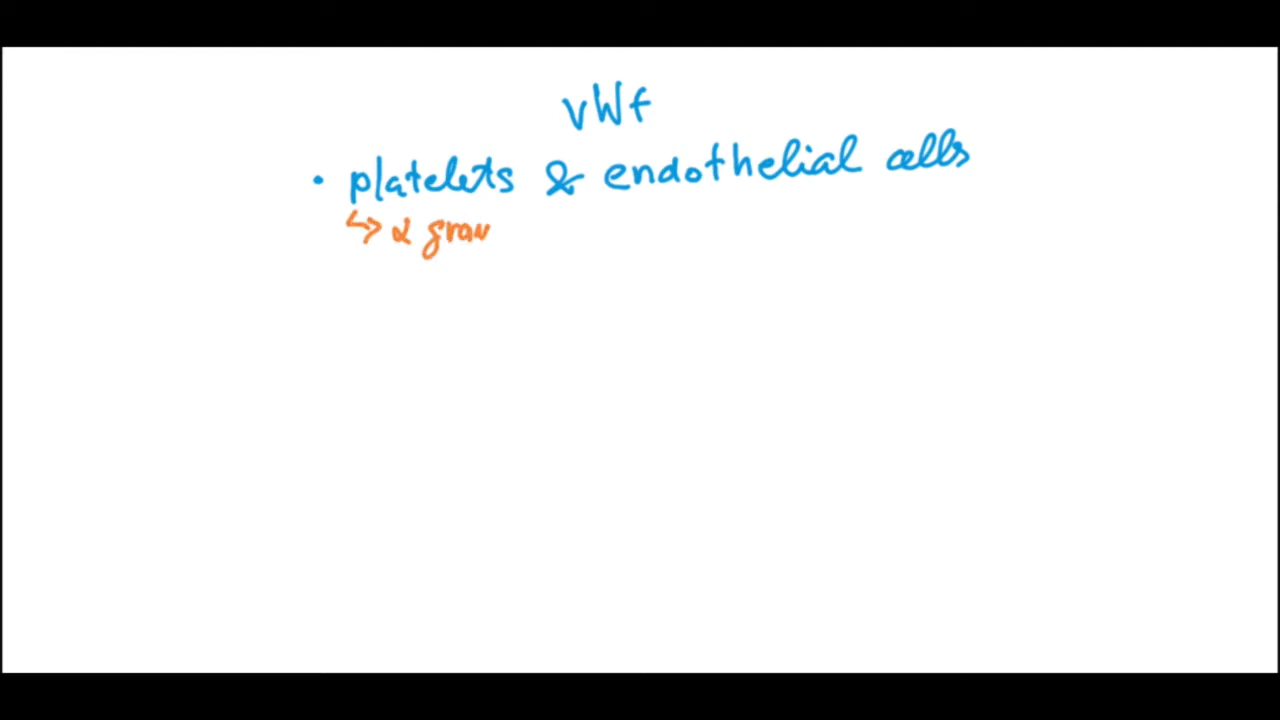 vWf
• platelets & endothelial cells
↳ α gran